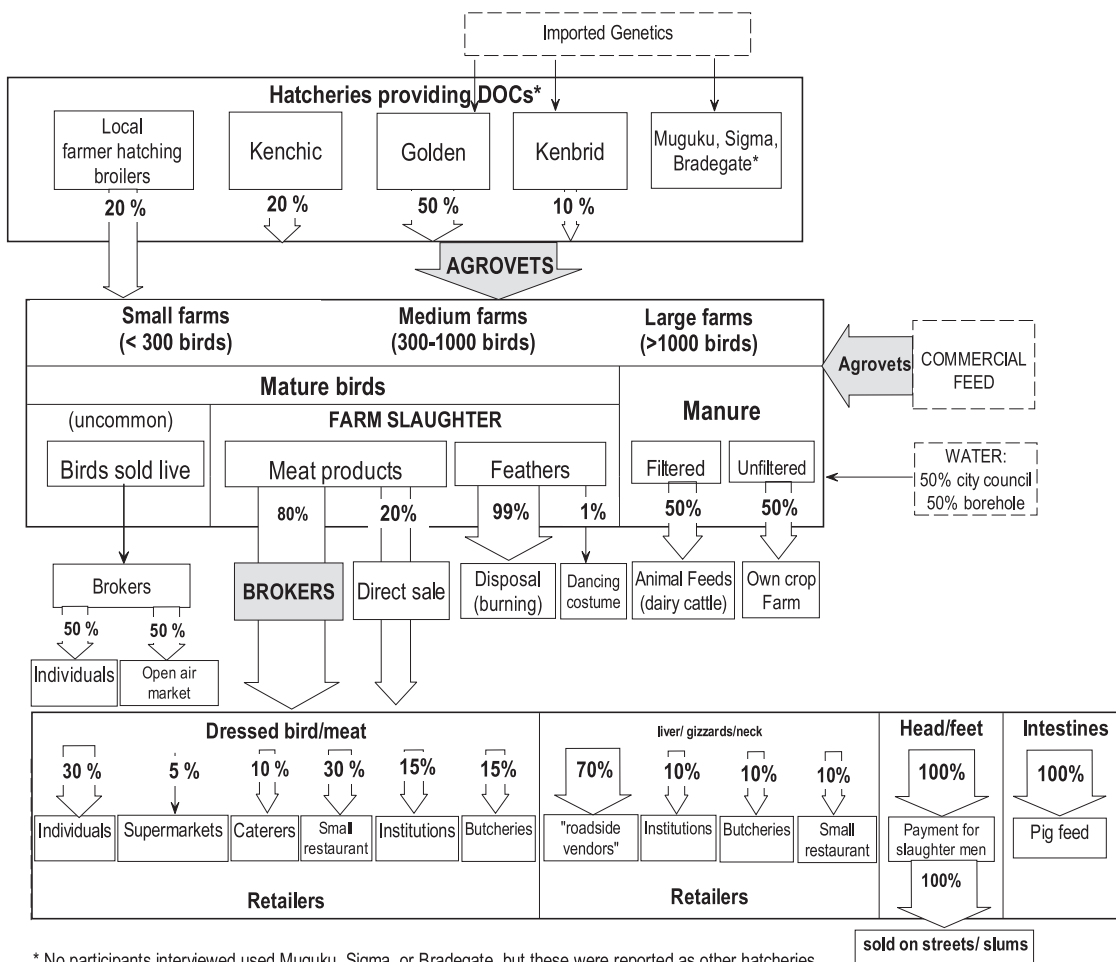 Imported Genetics
Hatcheries providing DOCs*
Local
farmer hatching
broilers
Kenchic
Golden
Kenbrid
Muguku, Sigma,
Bradegate*
20 %
20 %
50 %
10 %
AGROVETS
Small farms
(< 300 birds)
Medium farms
(300-1000 birds)
Large farms
(>1000 birds)
Agrovets
COMMERCIAL
FEED
Mature birds
Manure
(uncommon)
FARM SLAUGHTER
Birds sold live
Meat products
Feathers
Filtered
Unfiltered
WATER:
50% city council
50% borehole
80%
20%
99%
1%
50%
50%
Brokers
BROKERS
Direct sale
Disposal
(burning)
Dancing
costume
Animal Feeds
(dairy cattle)
Own crop
Farm
50 %
50 %
Individuals
Open air
market
Dressed bird/meat
liver/ gizzards/neck
Head/feet
Intestines
30 %
5 %
10 %
30 %
15%
15%
70%
10%
10%
10%
100%
100%
Individuals
Supermarkets
Caterers
Small
restaurant
Institutions
Butcheries
"roadside
vendors"
Institutions
Butcheries
Small
restaurant
Payment for
slaughter men
Pig feed
Retailers
Retailers
100%
sold on streets/ slums
* No participants interviewed used Muguku, Sigma, or Bradegate, but these were reported as other hatcheries